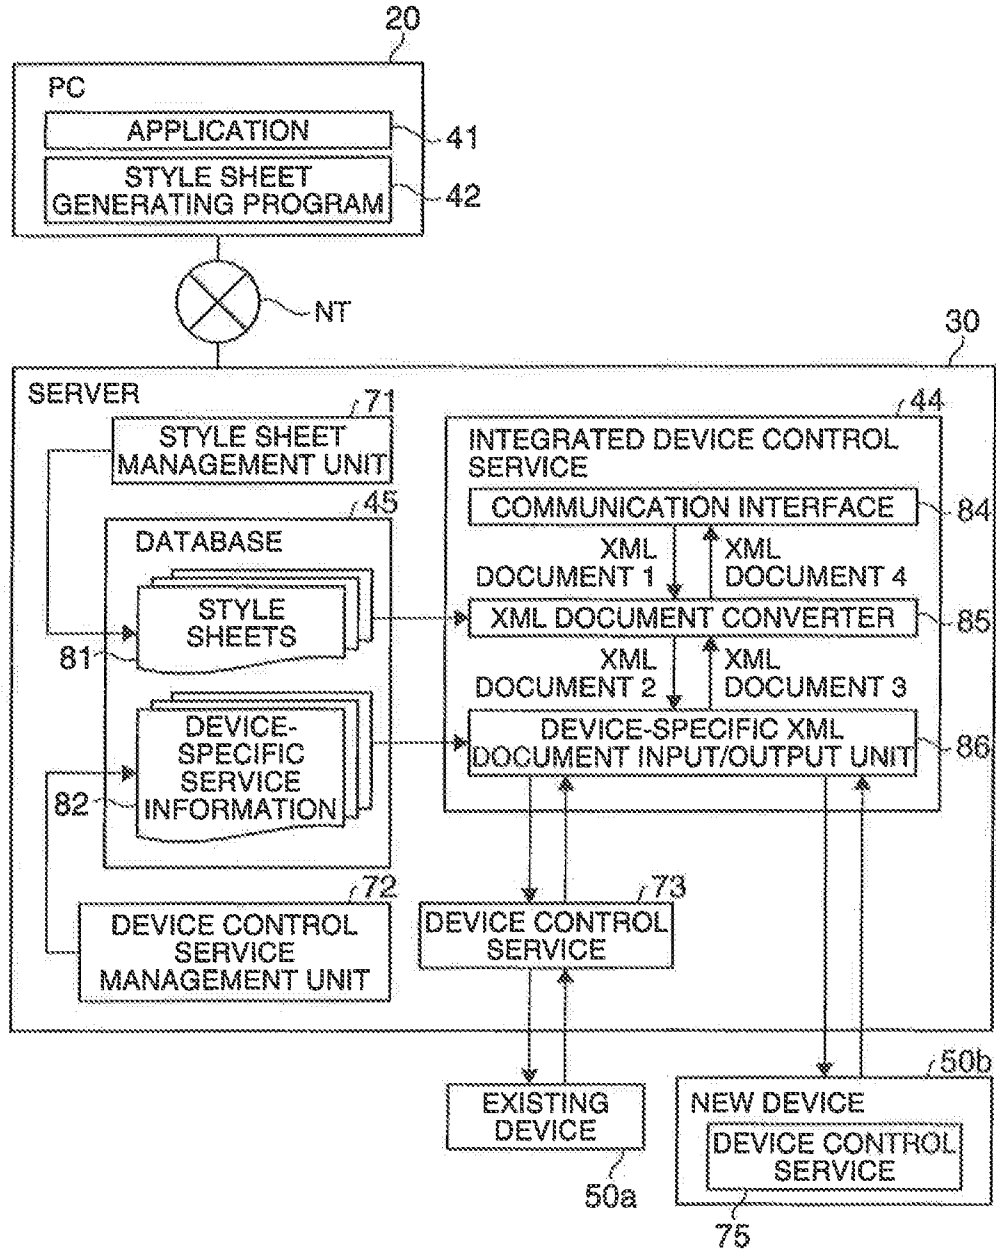 20
PC
APPLICATION
41
STYLE SHEET
GENERATING PROGRAM
42
NT
30
SERVER
71
STYLE SHEET
MANAGEMENT UNIT
45
DATABASE
STYLE
SHEETS
81
DEVICE-
SPECIFIC
SERVICE
INFORMATION
82
72
DEVICE CONTROL
SERVICE
MANAGEMENT UNIT
44
INTEGRATED DEVICE CONTROL
SERVICE
COMMUNICATION INTERFACE
84
XML
DOCUMENT 1
XML
DOCUMENT 4
XML DOCUMENT CONVERTER
85
XML
DOCUMENT 2
XML
DOCUMENT 3
DEVICE-SPECIFIC XML
DOCUMENT INPUT/OUTPUT UNIT
86
73
DEVICE CONTROL
SERVICE
EXISTING
DEVICE
50a
50b
NEW DEVICE
DEVICE CONTROL
SERVICE
75